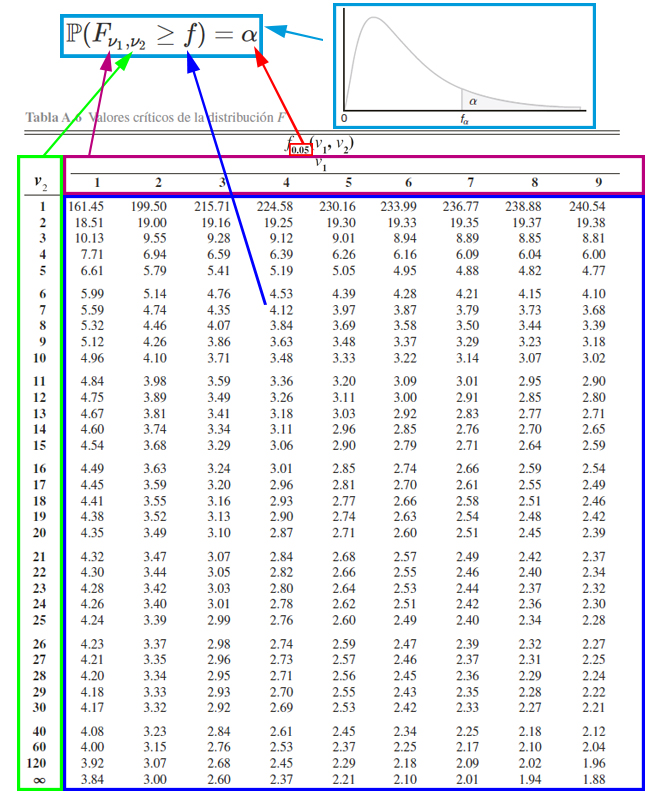 ℙ(F_{ν₁,ν₂} ≥ f) = α
α
0 f_α
Tabla A.6 Valores críticos de la distribución F
f_{0.05}(v₁, v₂)
v₁
v₂ 1 2 3 4 5 6 7 8 9
1 161.45 199.50 215.71 224.58 230.16 233.99 236.77 238.88 240.54
2 18.51 19.00 19.16 19.25 19.30 19.33 19.35 19.37 19.38
3 10.13 9.55 9.28 9.12 9.01 8.94 8.89 8.85 8.81
4 7.71 6.94 6.59 6.39 6.26 6.16 6.09 6.04 6.00
5 6.61 5.79 5.41 5.19 5.05 4.95 4.88 4.82 4.77
6 5.99 5.14 4.76 4.53 4.39 4.28 4.21 4.15 4.10
7 5.59 4.74 4.35 4.12 3.97 3.87 3.79 3.73 3.68
8 5.32 4.46 4.07 3.84 3.69 3.58 3.50 3.44 3.39
9 5.12 4.26 3.86 3.63 3.48 3.37 3.29 3.23 3.18
10 4.96 4.10 3.71 3.48 3.33 3.22 3.14 3.07 3.02
11 4.84 3.98 3.59 3.36 3.20 3.09 3.01 2.95 2.90
12 4.75 3.89 3.49 3.26 3.11 3.00 2.91 2.85 2.80
13 4.67 3.81 3.41 3.18 3.03 2.92 2.83 2.77 2.71
14 4.60 3.74 3.34 3.11 2.96 2.85 2.76 2.70 2.65
15 4.54 3.68 3.29 3.06 2.90 2.79 2.71 2.64 2.59
16 4.49 3.63 3.24 3.01 2.85 2.74 2.66 2.59 2.54
17 4.45 3.59 3.20 2.96 2.81 2.70 2.61 2.55 2.49
18 4.41 3.55 3.16 2.93 2.77 2.66 2.58 2.51 2.46
19 4.38 3.52 3.13 2.90 2.74 2.63 2.54 2.48 2.42
20 4.35 3.49 3.10 2.87 2.71 2.60 2.51 2.45 2.39
21 4.32 3.47 3.07 2.84 2.68 2.57 2.49 2.42 2.37
22 4.30 3.44 3.05 2.82 2.66 2.55 2.46 2.40 2.34
23 4.28 3.42 3.03 2.80 2.64 2.53 2.44 2.37 2.32
24 4.26 3.40 3.01 2.78 2.62 2.51 2.42 2.36 2.30
25 4.24 3.39 2.99 2.76 2.60 2.49 2.40 2.34 2.28
26 4.23 3.37 2.98 2.74 2.59 2.47 2.39 2.32 2.27
27 4.21 3.35 2.96 2.73 2.57 2.46 2.37 2.31 2.25
28 4.20 3.34 2.95 2.71 2.56 2.45 2.36 2.29 2.24
29 4.18 3.33 2.93 2.70 2.55 2.43 2.35 2.28 2.22
30 4.17 3.32 2.92 2.69 2.53 2.42 2.33 2.27 2.21
40 4.08 3.23 2.84 2.61 2.45 2.34 2.25 2.18 2.12
60 4.00 3.15 2.76 2.53 2.37 2.25 2.17 2.10 2.04
120 3.92 3.07 2.68 2.45 2.29 2.18 2.09 2.02 1.96
∞ 3.84 3.00 2.60 2.37 2.21 2.10 2.01 1.94 1.88